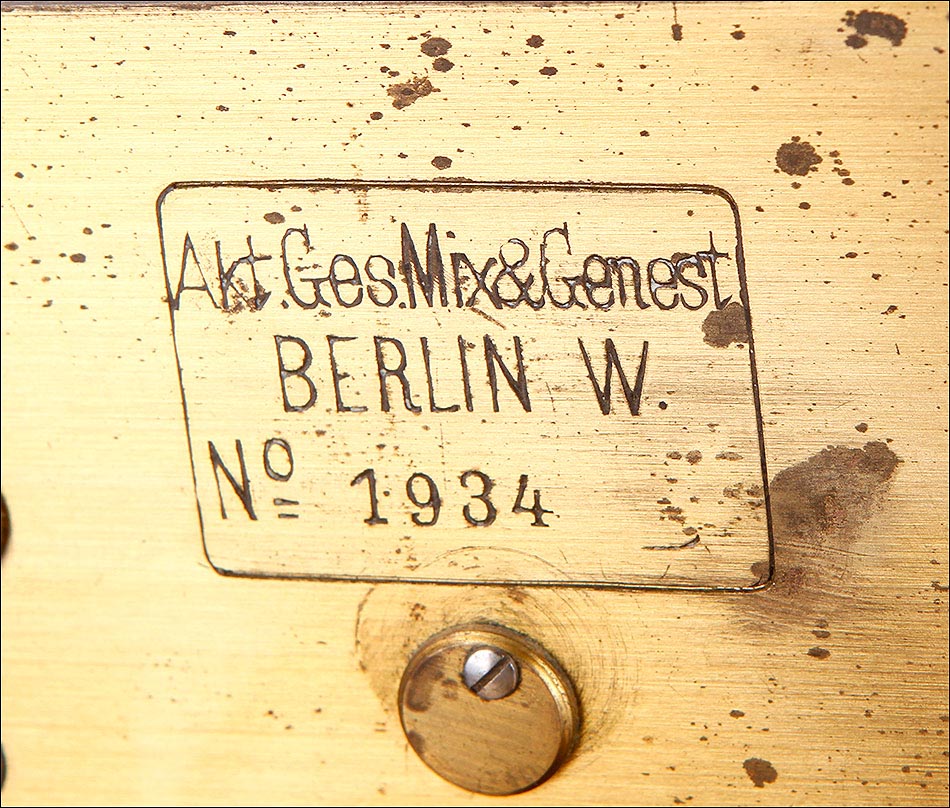 Akt.Ges.Mix&Genest
BERLIN W.
Nº 1934